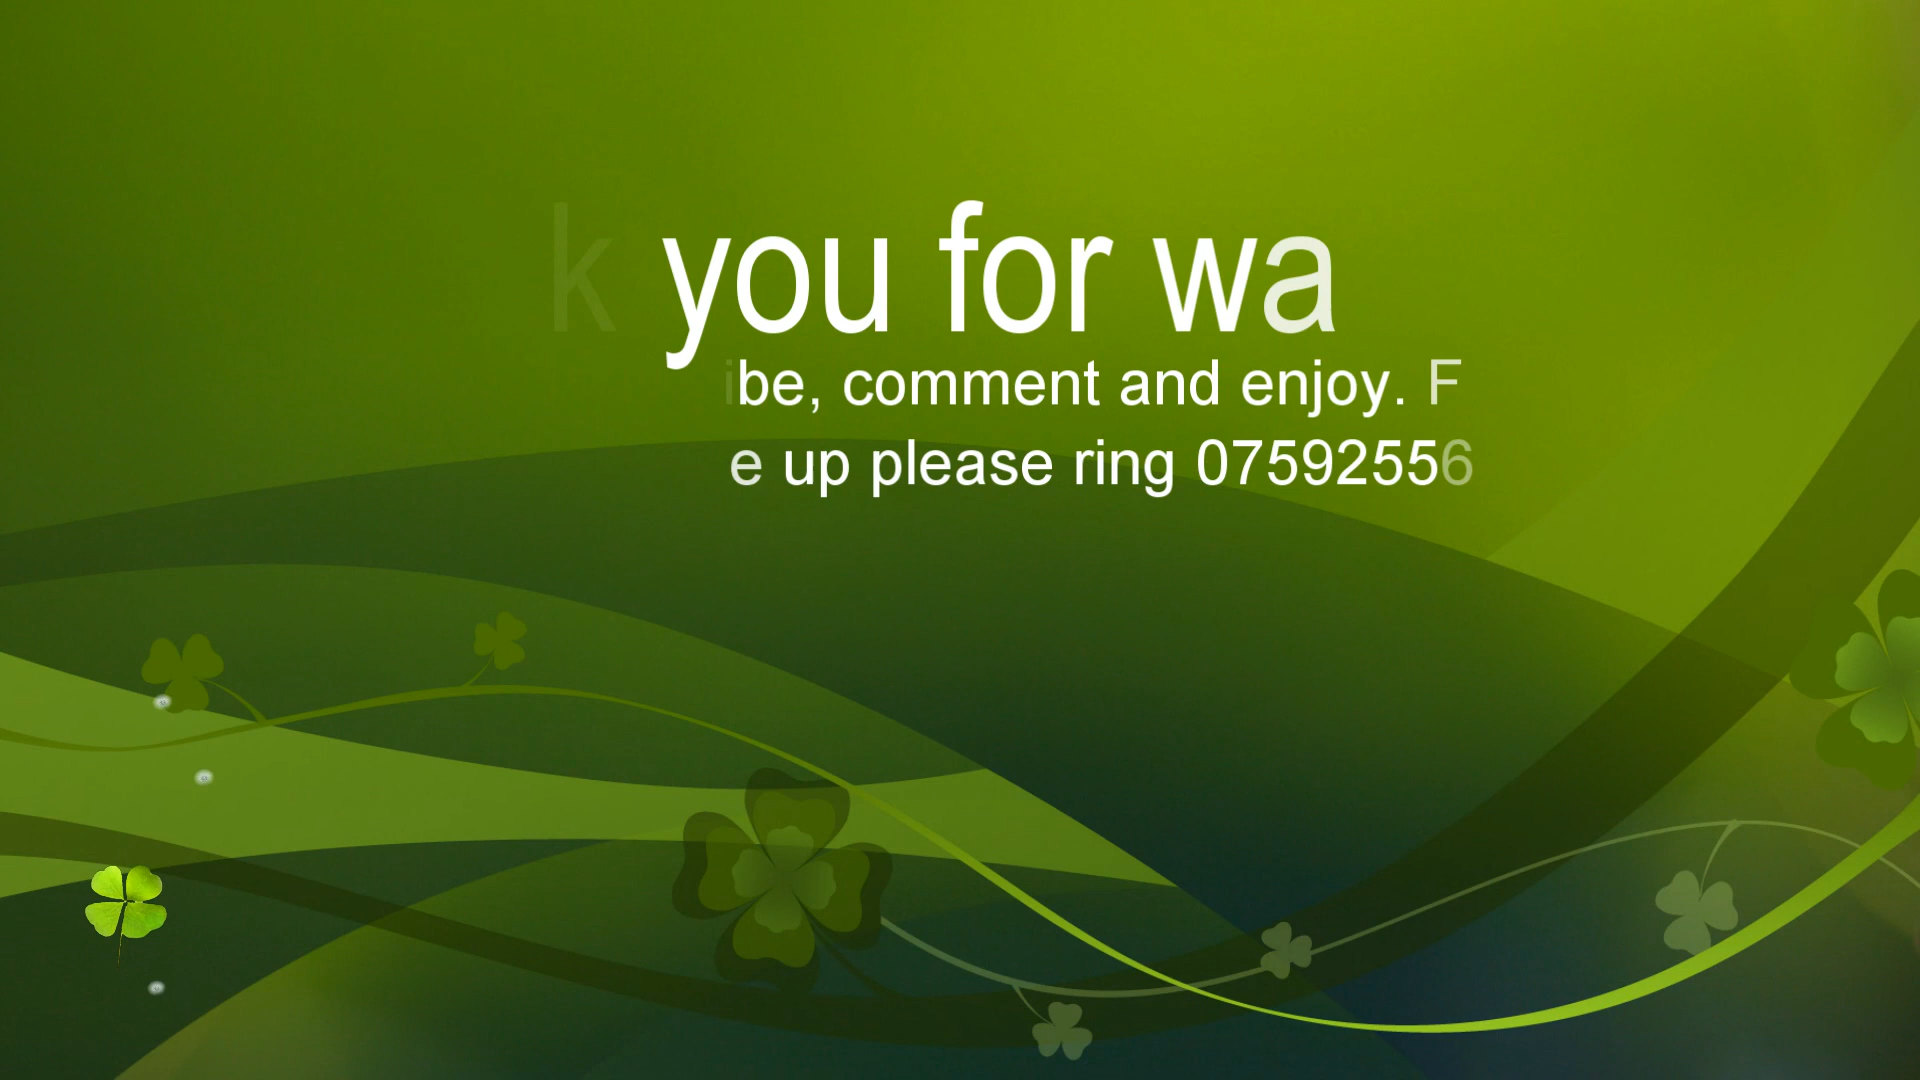 k you for wa
ibe, comment and enjoy. F
e up please ring 07592556